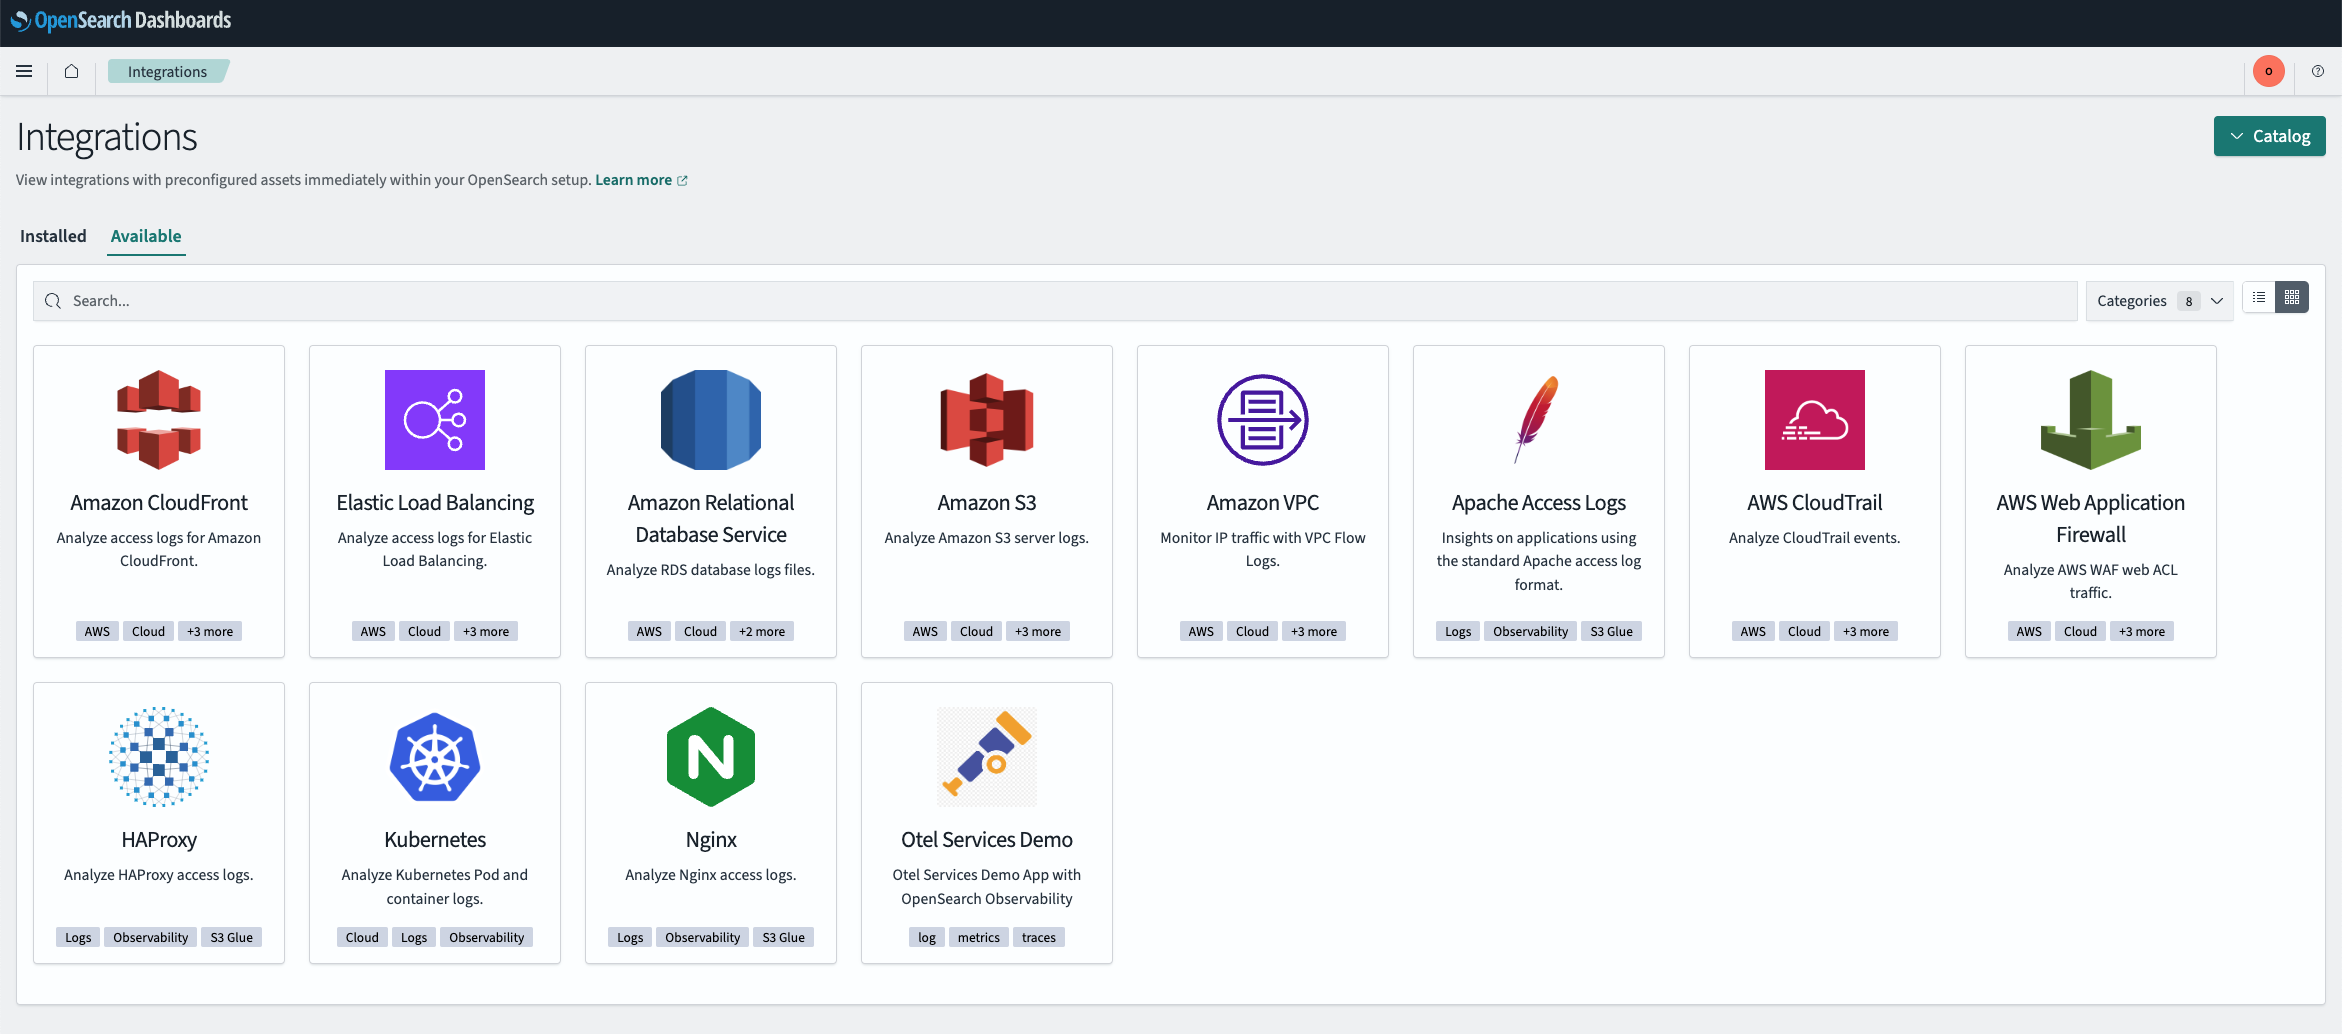 OpenSearch Dashboards
Integrations
o
Integrations
Catalog
View integrations with preconfigured assets immediately within your OpenSearch setup. Learn more
Installed
Available
Search...
Categories 8
Amazon CloudFront
Analyze access logs for Amazon
CloudFront.
AWS Cloud +3 more
Elastic Load Balancing
Analyze access logs for Elastic
Load Balancing.
AWS Cloud +3 more
Amazon Relational
Database Service
Analyze RDS database logs files.
AWS Cloud +2 more
Amazon S3
Analyze Amazon S3 server logs.
AWS Cloud +3 more
Amazon VPC
Monitor IP traffic with VPC Flow
Logs.
AWS Cloud +3 more
Apache Access Logs
Insights on applications using
the standard Apache access log
format.
Logs Observability S3 Glue
AWS CloudTrail
Analyze CloudTrail events.
AWS Cloud +3 more
AWS Web Application
Firewall
Analyze AWS WAF web ACL
traffic.
AWS Cloud +3 more
HAProxy
Analyze HAProxy access logs.
Logs Observability S3 Glue
Kubernetes
Analyze Kubernetes Pod and
container logs.
Cloud Logs Observability
N
Nginx
Analyze Nginx access logs.
Logs Observability S3 Glue
Otel Services Demo
Otel Services Demo App with
OpenSearch Observability
log metrics traces